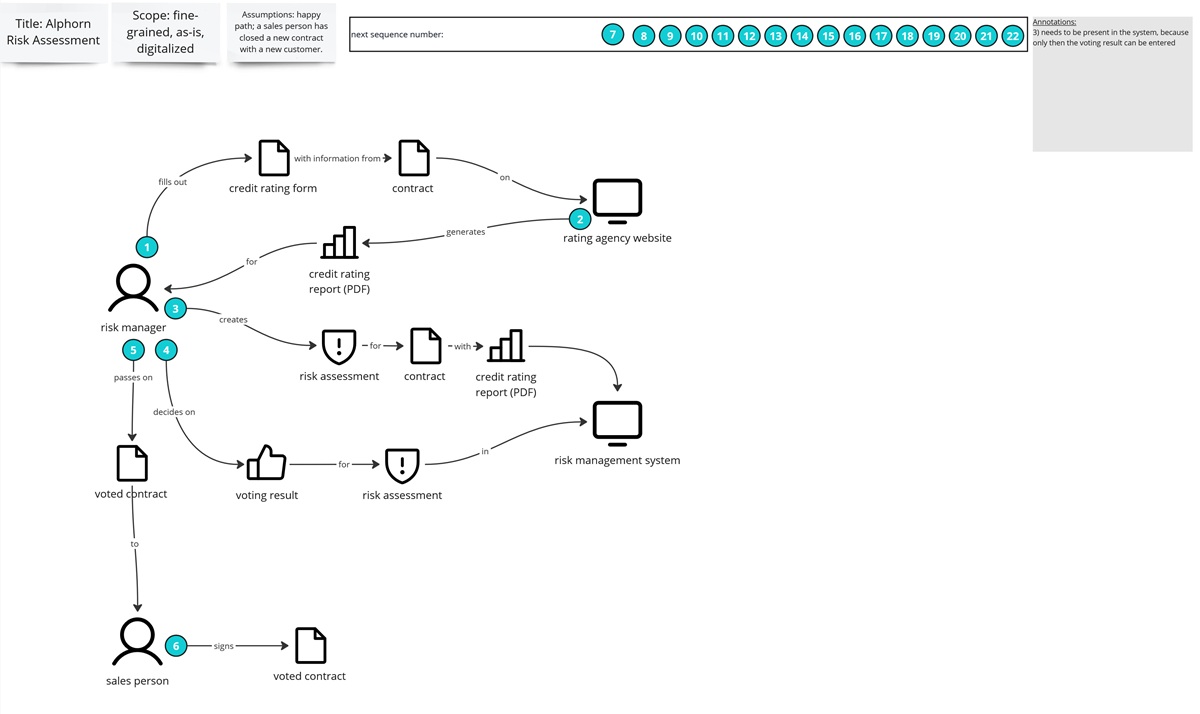 Title: Alphorn
Risk Assessment
Scope: fine-
grained, as-is,
digitalized
Assumptions: happy
path; a sales person has
closed a new contract
with a new customer.
next sequence number:
7 8 9 10 11 12 13 14 15 16 17 18 19 20 21 22
Annotations:
3) needs to be present in the system, because
only then the voting result can be entered
with information from
fills out
credit rating form
contract
on
2
generates
rating agency website
1
for
credit rating
report (PDF)
3
creates
risk manager
5
4
for
with
passes on
risk assessment
contract
credit rating
report (PDF)
decides on
in
risk management system
for
voted contract
voting result
risk assessment
to
6
signs
sales person
voted contract